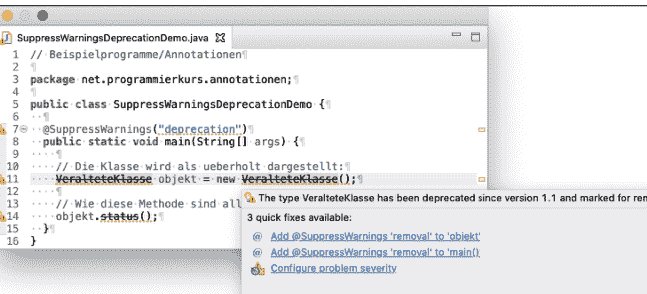 SuppressWarningsDeprecationDemo.java
1 // Beispielprogramme/Annotationen
2
3 package net.programmierkurs.annotationen;
4
5 public class SuppressWarningsDeprecationDemo {
6
7 @SuppressWarnings("deprecation")
8 public static void main(String[] args) {
9
10 // Die Klasse wird als ueberholt dargestellt:
11 VeralteteKlasse objekt = new VeralteteKlasse();
12
13 // Wie diese Methode sind all
14 objekt.status();
15 }
16 }
The type VeralteteKlasse has been deprecated since version 1.1 and marked for rem
3 quick fixes available:
@ Add @SuppressWarnings 'removal' to 'objekt'
@ Add @SuppressWarnings 'removal' to 'main()
Configure problem severity